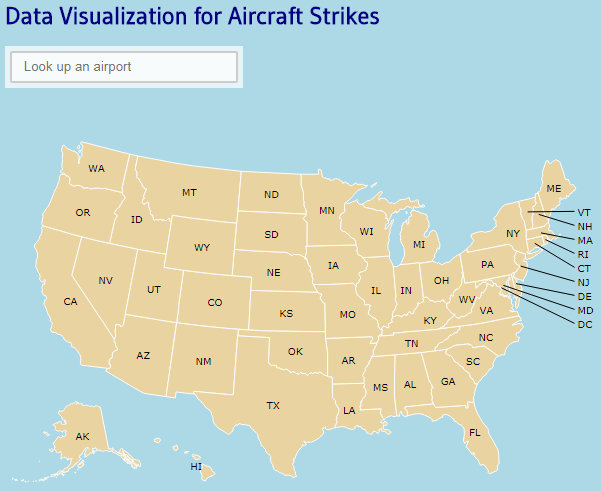 Data Visualization for Aircraft Strikes
Look up an airport
WA
ME
MT
ND
MN
OR
ID
SD
WI
NY
MI
VT
NH
MA
RI
CT
NJ
DE
MD
DC
WY
IA
PA
NE
NV
UT
IL
IN
OH
CO
CA
KS
MO
WV
VA
KY
NC
TN
OK
AR
SC
AZ
NM
MS
AL
GA
TX
LA
FL
AK
HI